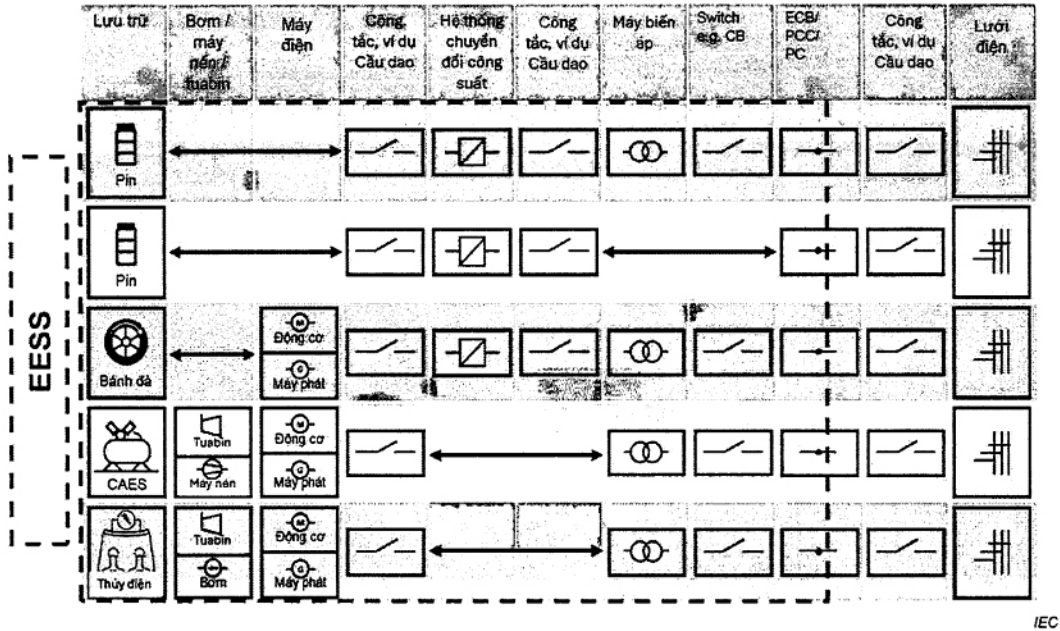 Lưu trữ
Bơm /
máy
nén /
tuabin
Máy
điện
Công
tắc, ví dụ
Cầu dao
Hệ thống
chuyển
đổi công
suất
Công
tắc, ví dụ
Cầu dao
Máy biến
áp
Switch
e.g. CB
ECB/
PCC/
PC
Công
tắc, ví dụ
Cầu dao
Lưới
điện
EESS
Pin
Pin
Bánh đà
M
Động cơ
G
Máy phát
CAES
Tuabin
Máy nén
M
Động cơ
G
Máy phát
Thủy điện
Tuabin
Bơm
M
Động cơ
G
Máy phát
IEC